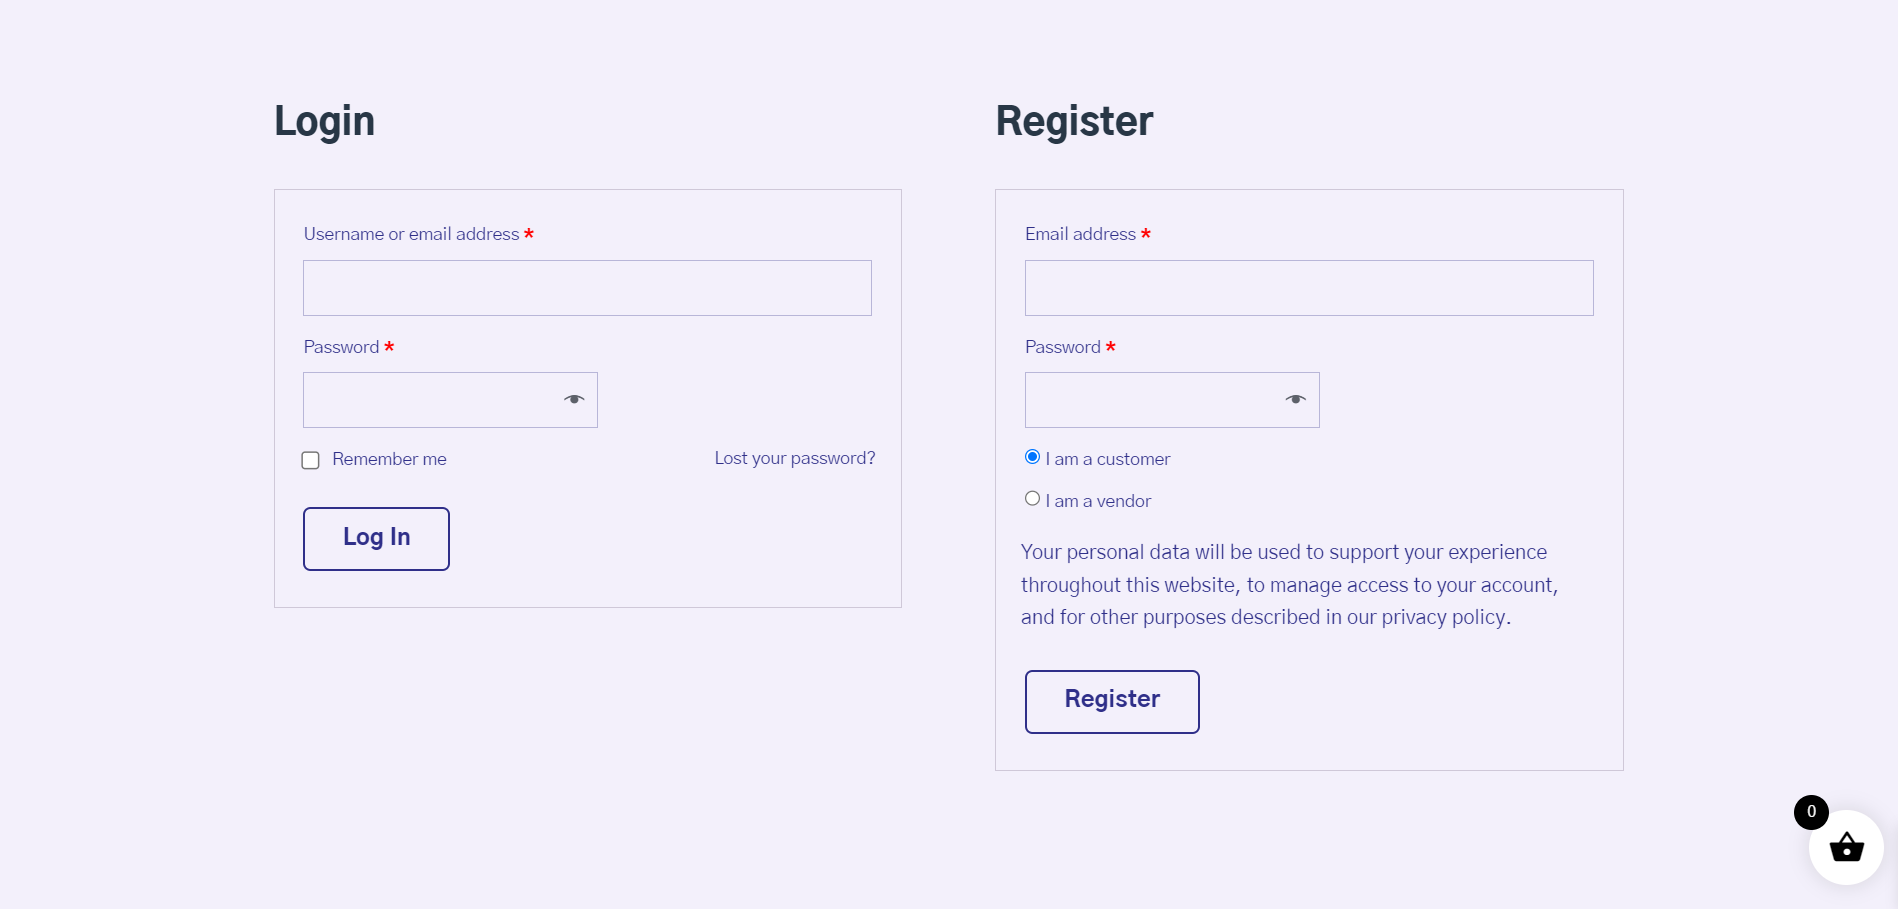 Login
Username or email address *
Password *
Remember me
Lost your password?
Log In
Register
Email address *
Password *
I am a customer
I am a vendor
Your personal data will be used to support your experience
throughout this website, to manage access to your account,
and for other purposes described in our privacy policy.
Register
0